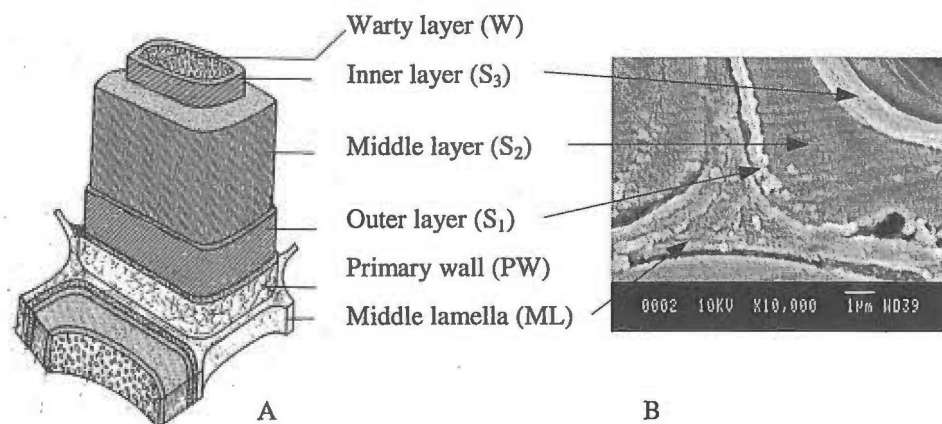 Warty layer (W)
Inner layer (S₃)
Middle layer (S₂)
Outer layer (S₁)
Primary wall (PW)
Middle lamella (ML)
0002 10KV X10,000 1µm WD39
A
B